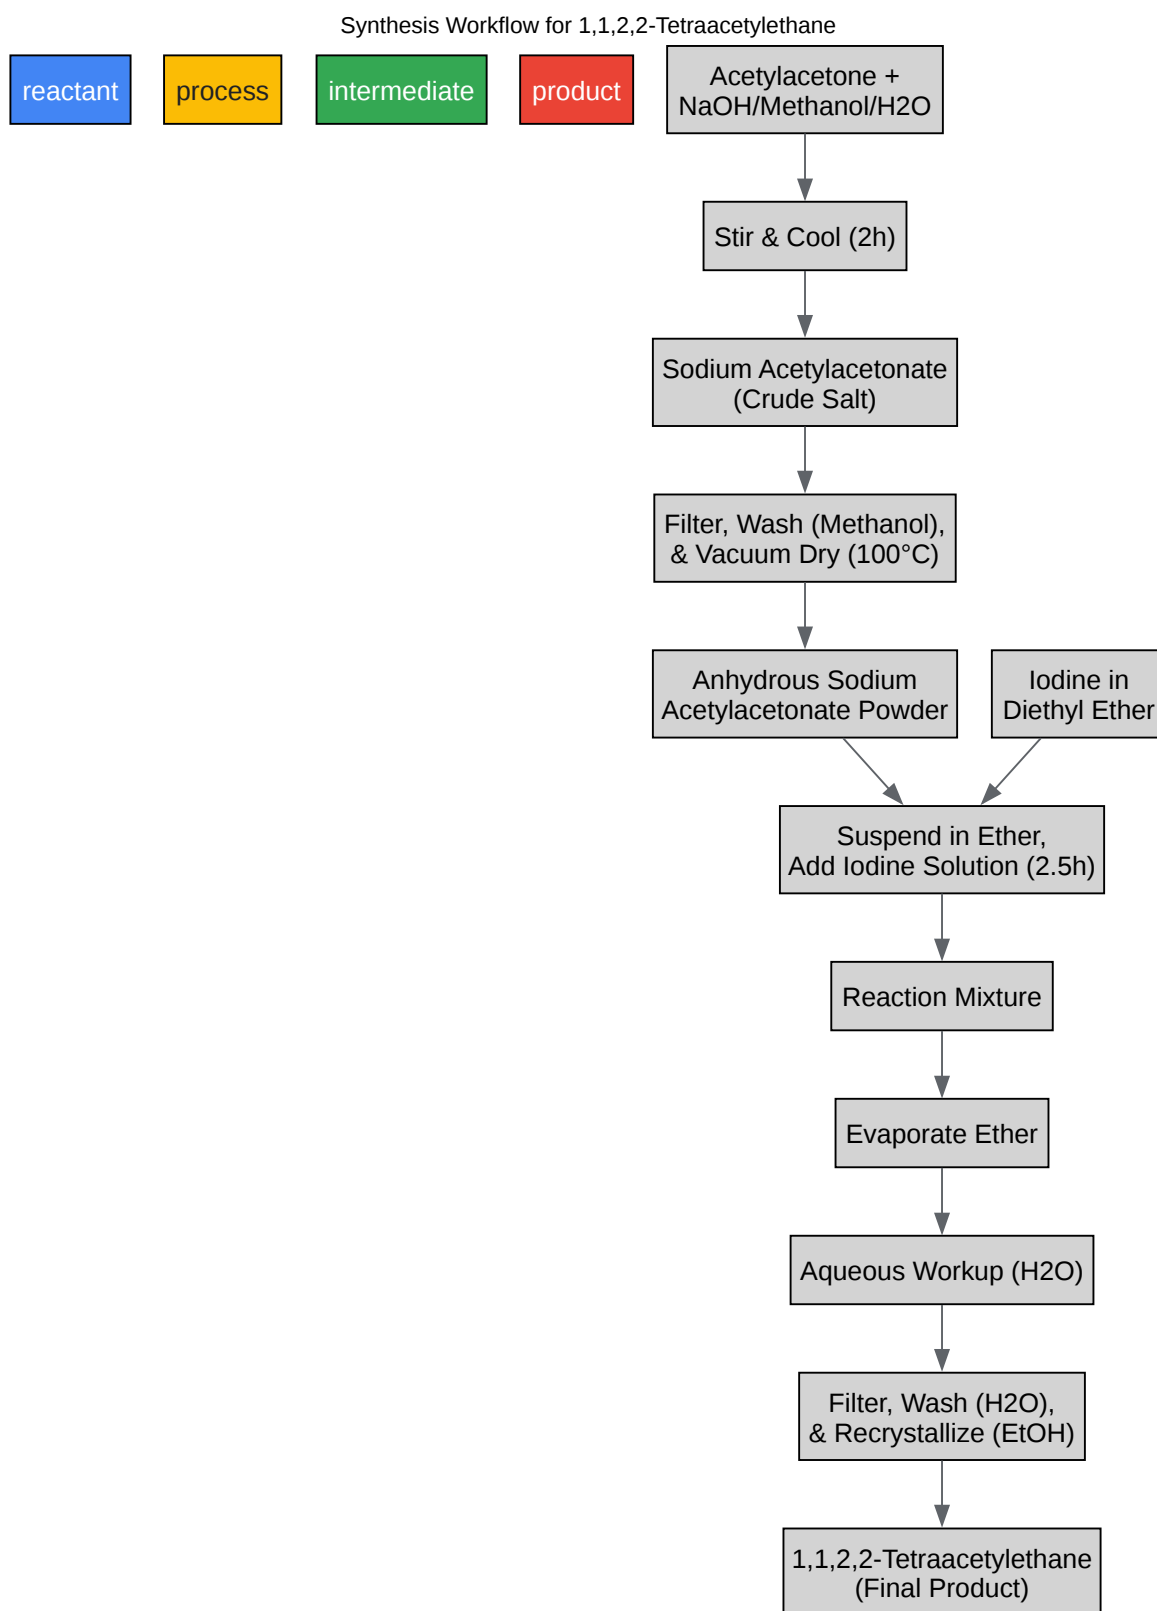 Synthesis Workflow for 1,1,2,2-Tetraacetylethane
reactant
process
intermediate
product
Acetylacetone +
NaOH/Methanol/H2O
Stir & Cool (2h)
Sodium Acetylacetonate
(Crude Salt)
Filter, Wash (Methanol),
& Vacuum Dry (100°C)
Anhydrous Sodium
Acetylacetonate Powder
Iodine in
Diethyl Ether
Suspend in Ether,
Add Iodine Solution (2.5h)
Reaction Mixture
Evaporate Ether
Aqueous Workup (H2O)
Filter, Wash (H2O),
& Recrystallize (EtOH)
1,1,2,2-Tetraacetylethane
(Final Product)